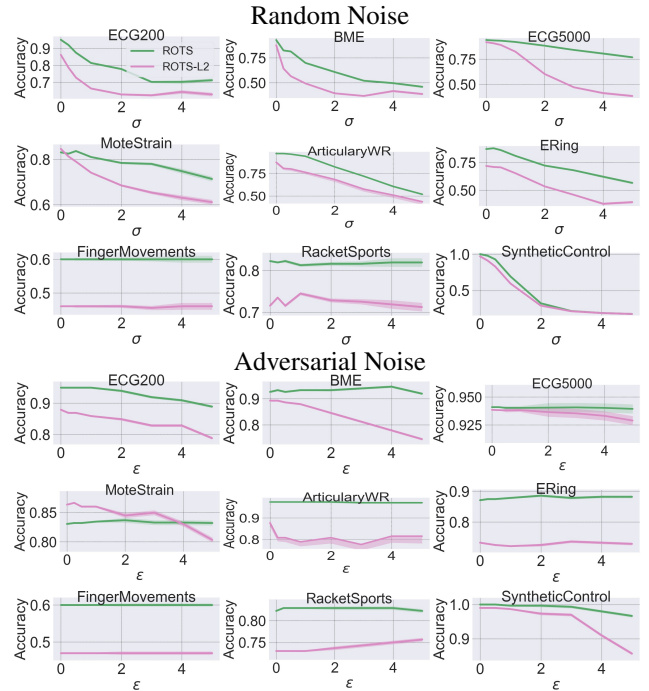 Random Noise
ECG200
BME
ECG5000
Accuracy
0.9
0.8
0.7
ROTS
ROTS-L2
0 2 4
σ
Accuracy
0.75
0.50
0 2 4
σ
Accuracy
0.75
0.50
0 2 4
σ
MoteStrain
ArticularyWR
ERing
Accuracy
0.8
0.6
0 2 4
σ
Accuracy
0.75
0.50
0 2 4
σ
Accuracy
0.75
0.50
0 2 4
σ
FingerMovements
RacketSports
SyntheticControl
Accuracy
0.6
0.5
0 2 4
σ
Accuracy
0.8
0.7
0 2 4
σ
Accuracy
1.0
0.5
0 2 4
σ
Adversarial Noise
ECG200
BME
ECG5000
Accuracy
0.9
0.8
0 2 4
ε
Accuracy
0.9
0.8
0 2 4
ε
Accuracy
0.950
0.925
0 2 4
ε
MoteStrain
ArticularyWR
ERing
Accuracy
0.85
0.80
0 2 4
ε
Accuracy
0.9
0.8
0 2 4
ε
Accuracy
0.9
0.8
0 2 4
ε
FingerMovements
RacketSports
SyntheticControl
Accuracy
0.6
0.5
0 2 4
ε
Accuracy
0.80
0.75
0 2 4
ε
Accuracy
1.0
0.9
0 2 4
ε